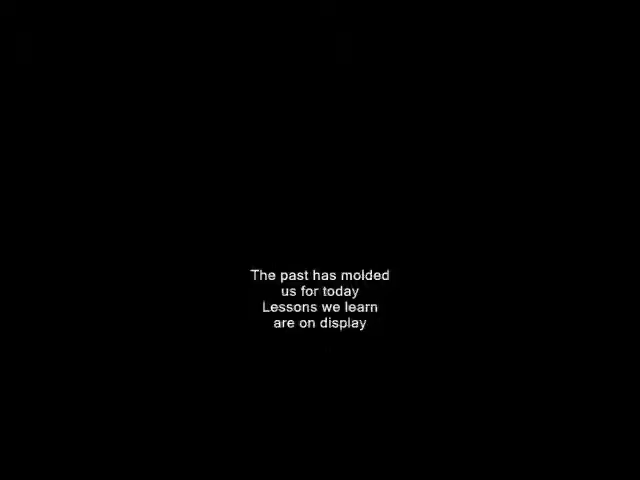 The past has molded
us for today
Lessons we learn
are on display